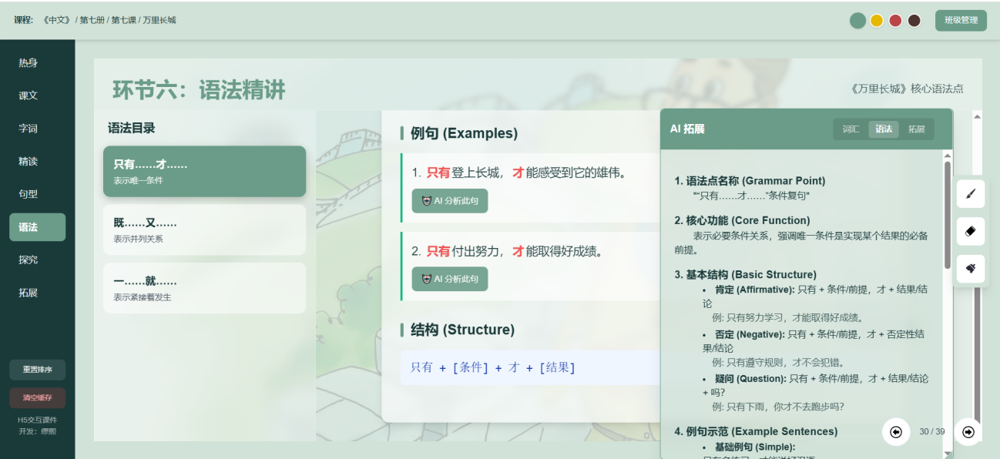 课程: 《中文》 / 第七册 / 第七课 / 万里长城
班级管理
热身
课文
字词
精读
句型
语法
探究
拓展
重置排序
清空缓存
H5交互课件
开发：缪熙
环节六：语法精讲
《万里长城》核心语法点
语法目录
只有……才……
表示唯一条件
既……又……
表示并列关系
一……就……
表示紧接着发生
例句 (Examples)
1. 只有登上长城，才能感受到它的雄伟。
AI 分析此句
2. 只有付出努力，才能取得好成绩。
AI 分析此句
结构 (Structure)
只有 + [条件] + 才 + [结果]
AI 拓展
词汇
语法
拓展
1. 语法点名称 (Grammar Point)
"“只有……才……”条件复句"
2. 核心功能 (Core Function)
表示必要条件关系，强调唯一条件是实现某个结果的必备
前提。
3. 基本结构 (Basic Structure)
• 肯定 (Affirmative): 只有 + 条件/前提，才 + 结果/结
论
例: 只有努力学习，才能取得好成绩。
• 否定 (Negative): 只有 + 条件/前提，才 + 否定性结
果/结论
例: 只有遵守规则，才不会犯错。
• 疑问 (Question): 只有 + 条件/前提，才 + 结果/结论
+ 吗？
例: 只有下雨，你才不去跑步吗？
4. 例句示范 (Example Sentences)
• 基础例句 (Simple):
30 / 39